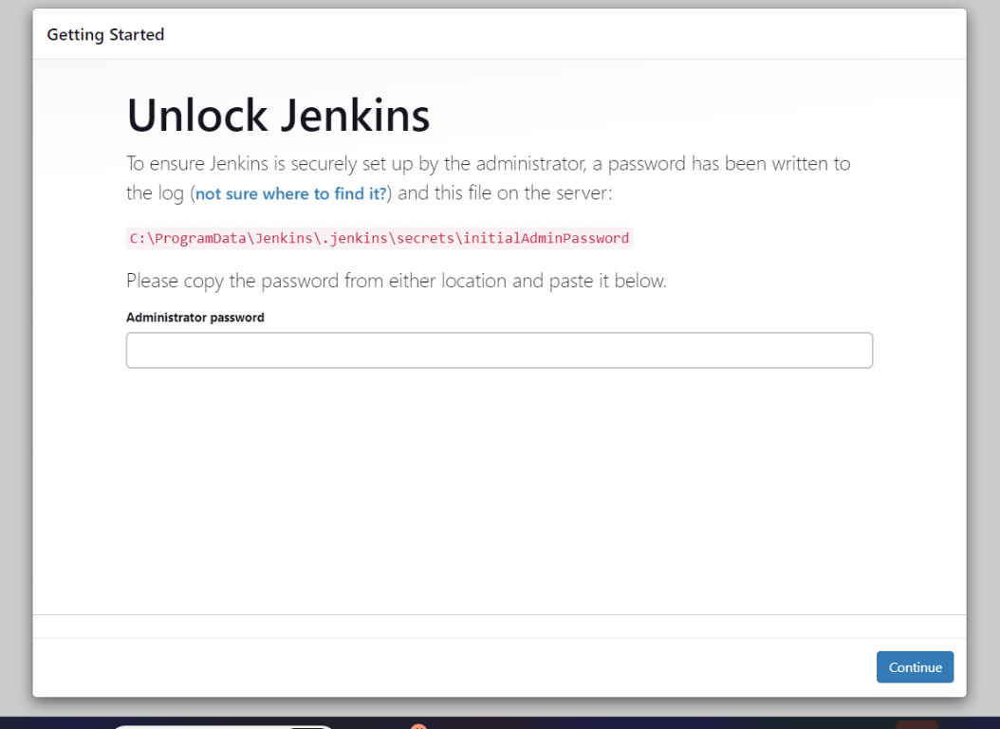 Getting Started
Unlock Jenkins
To ensure Jenkins is securely set up by the administrator, a password has been written to
the log (not sure where to find it?) and this file on the server:
C:\ProgramData\Jenkins\.jenkins\secrets\initialAdminPassword
Please copy the password from either location and paste it below.
Administrator password
Continue